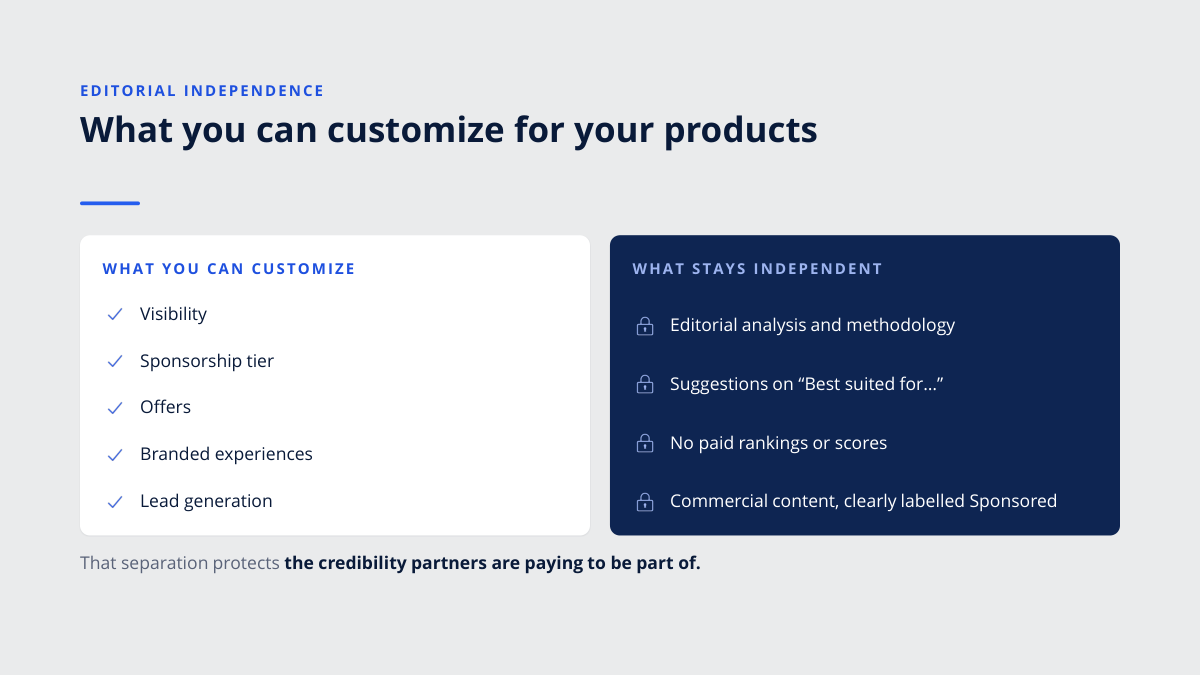 EDITORIAL INDEPENDENCE
What you can customize for your products
WHAT YOU CAN CUSTOMIZE
Visibility
Sponsorship tier
Offers
Branded experiences
Lead generation
WHAT STAYS INDEPENDENT
Editorial analysis and methodology
Suggestions on “Best suited for…”
No paid rankings or scores
Commercial content, clearly labelled Sponsored
That separation protects the credibility partners are paying to be part of.